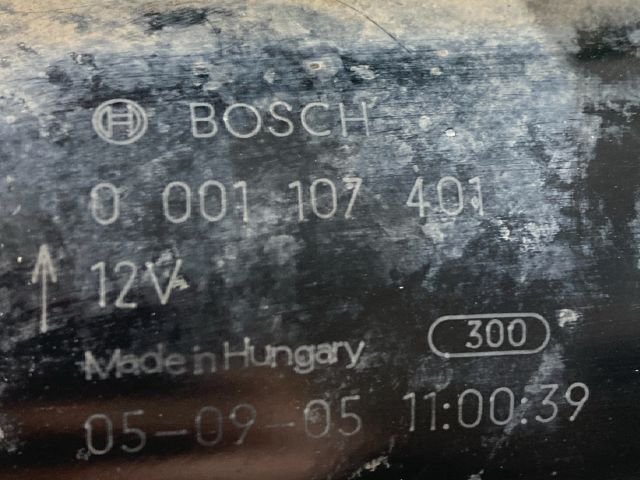 BOSCH
0 001 107 401
12V
Made in Hungary
300
05-09-05 11:00:39